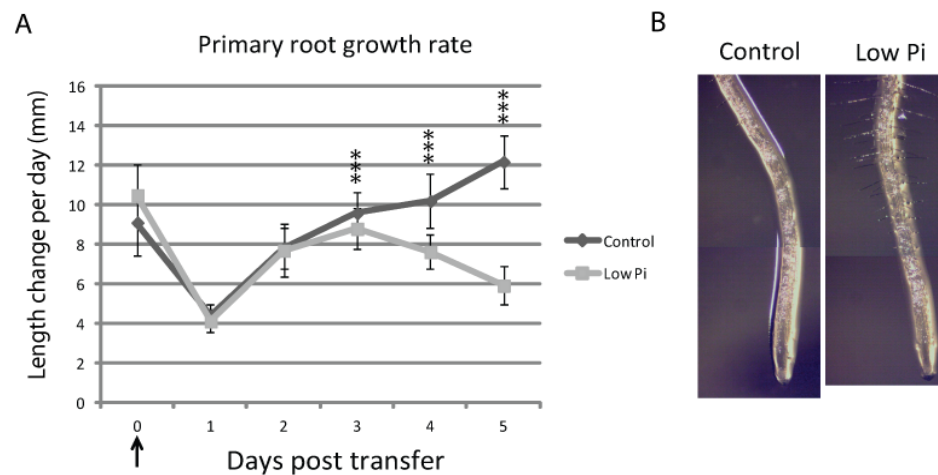 A
Primary root growth rate
Length change per day (mm)
16
14
12
10
8
6
4
2
0
***
***
***
0 1 2 3 4 5
Days post transfer
Control
Low Pi
B
Control Low Pi